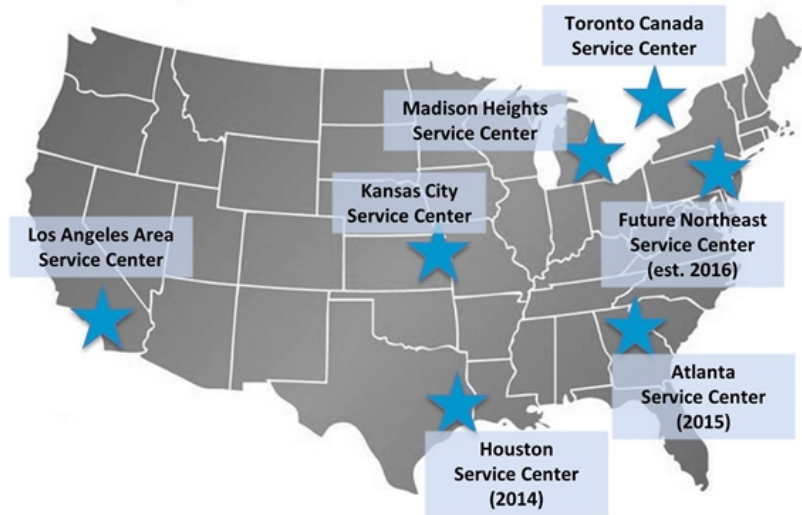 Toronto Canada
Service Center
Madison Heights
Service Center
Kansas City
Service Center
Los Angeles Area
Service Center
Future Northeast
Service Center
(est. 2016)
Atlanta
Service Center
(2015)
Houston
Service Center
(2014)